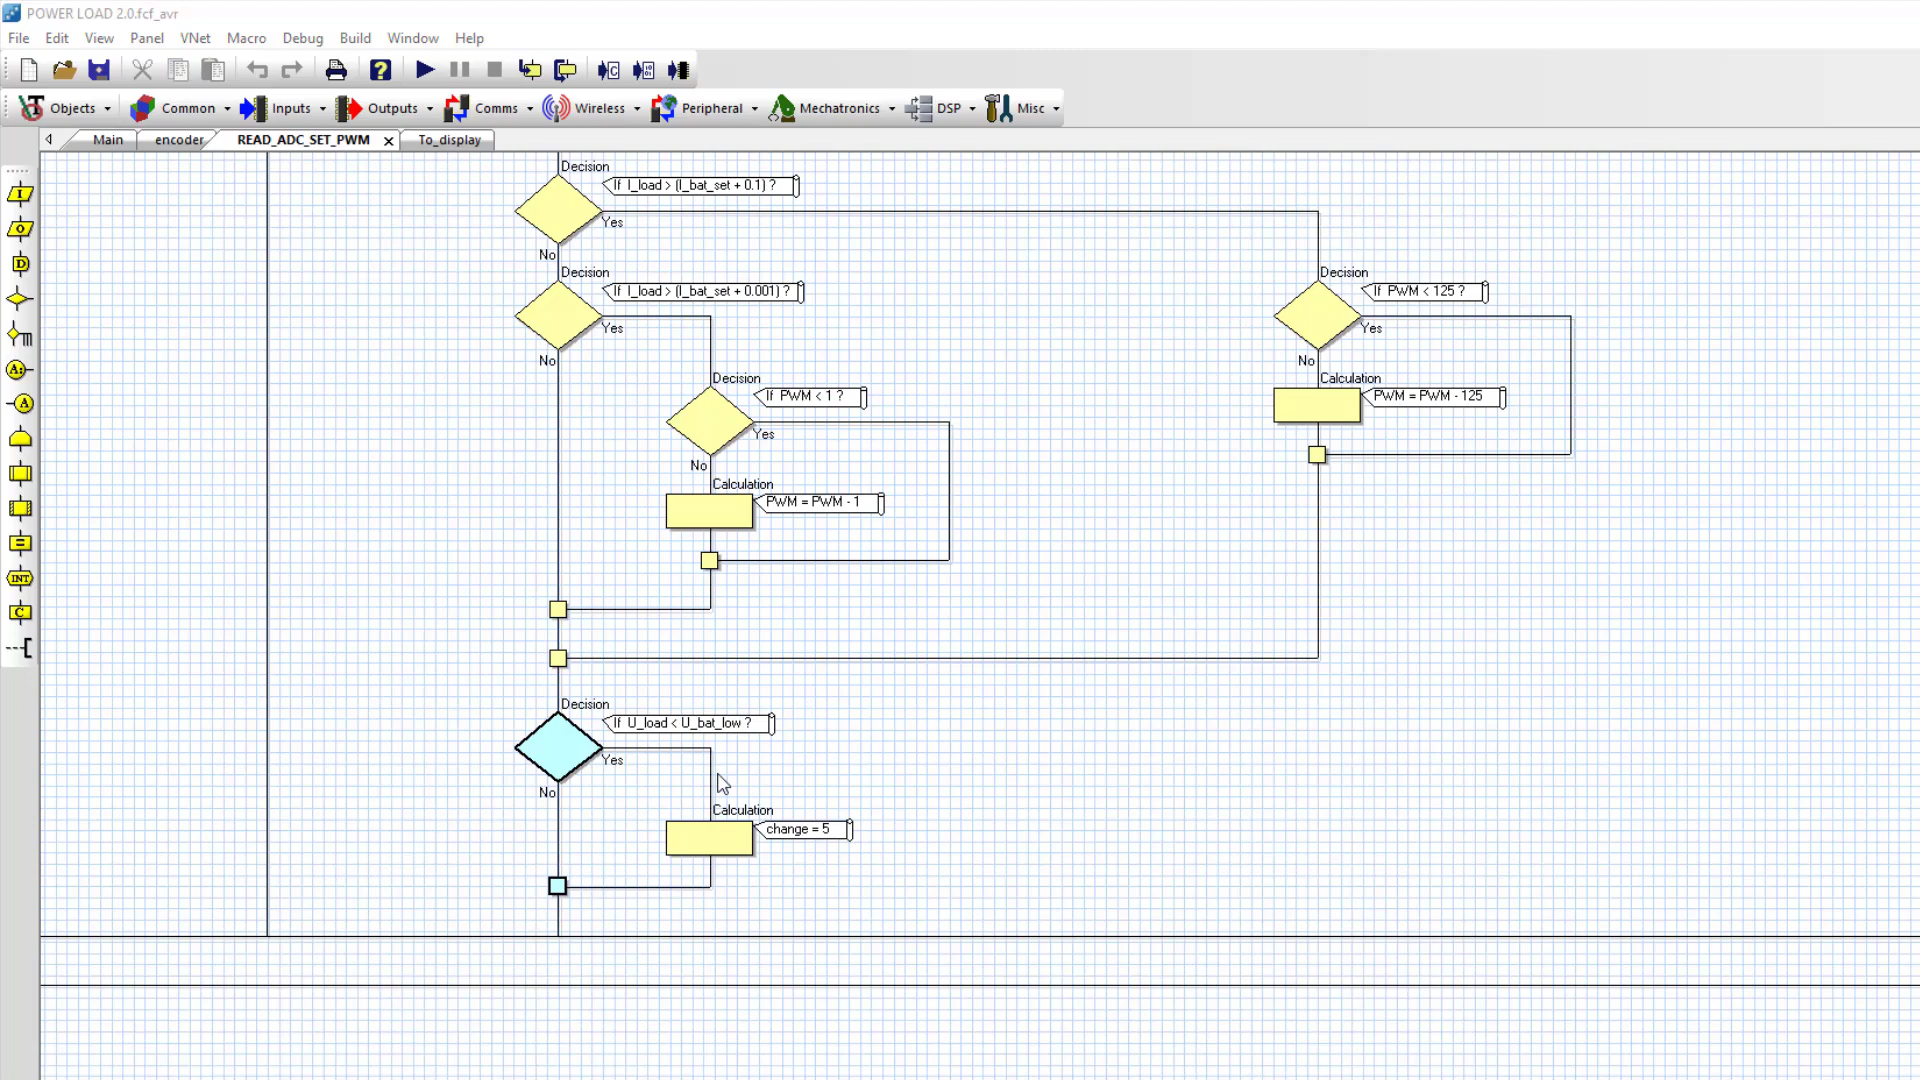 POWER LOAD 2.0.fcf_avr
File Edit View Panel VNet Macro Debug Build Window Help
Objects Common Inputs Outputs Comms Wireless Peripheral Mechatronics DSP Misc
Main encoder READ_ADC_SET_PWM To_display
Decision
If I_load > (I_bat_set + 0.1) ?
Yes
No
Decision
If I_load > (I_bat_set + 0.001) ?
Yes
No
Decision
If PWM < 125 ?
Yes
No
Calculation
PWM = PWM - 125
Decision
If PWM < 1 ?
Yes
No
Calculation
PWM = PWM - 1
Decision
If U_load < U_bat_low ?
Yes
No
Calculation
change = 5
I
O
D
A:
A
=
INT
C